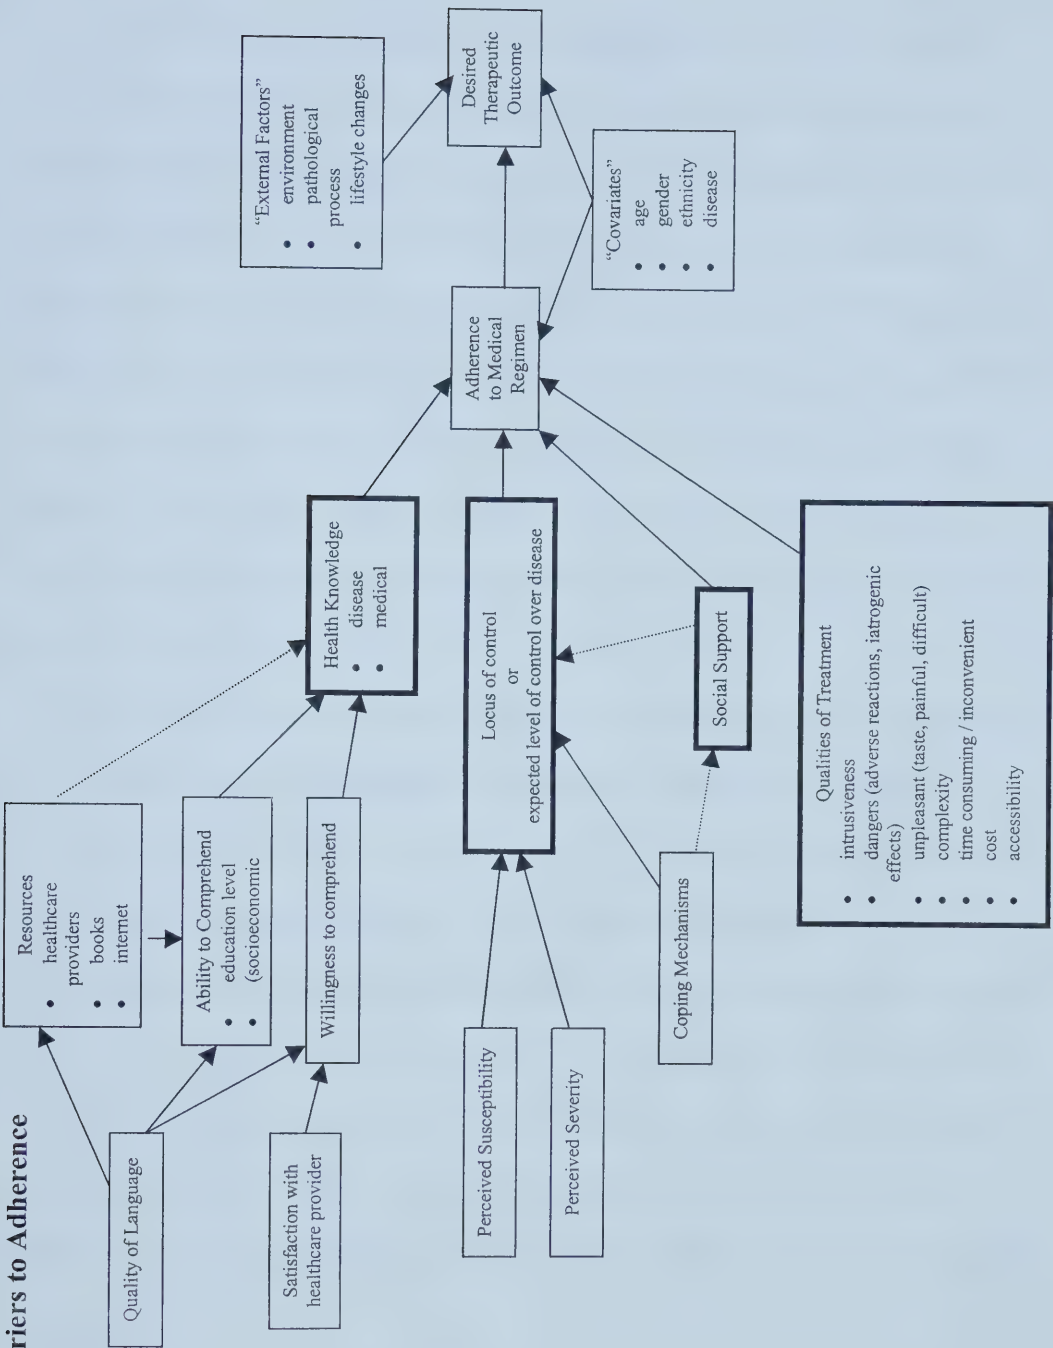 riers to Adherence
Quality of Language
Satisfaction with
healthcare provider
Perceived Susceptibility
Perceived Severity
Resources
• healthcare
providers
• books
• internet
Ability to Comprehend
• education level
• (socioeconomic
Willingness to comprehend
Coping Mechanisms
Health Knowledge
• disease
• medical
Locus of control
or
expected level of control over disease
Social Support
Qualities of Treatment
• intrusiveness
• dangers (adverse reactions, iatrogenic
effects)
• unpleasant (taste, painful, difficult)
• complexity
• time consuming / inconvenient
• cost
• accessibility
Adherence
to Medical
Regimen
"External Factors"
• environment
• pathological
process
• lifestyle changes
"Covariates"
• age
• gender
• ethnicity
• disease
Desired
Therapeutic
Outcome